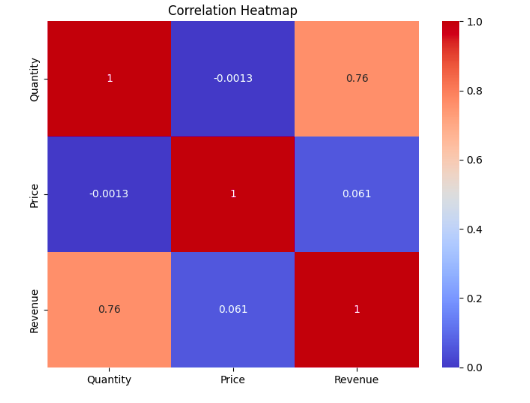 Correlation Heatmap
Quantity
1
-0.0013
0.76
Price
-0.0013
1
0.061
Revenue
0.76
0.061
1
Quantity
Price
Revenue
1.0
0.8
0.6
0.4
0.2
0.0